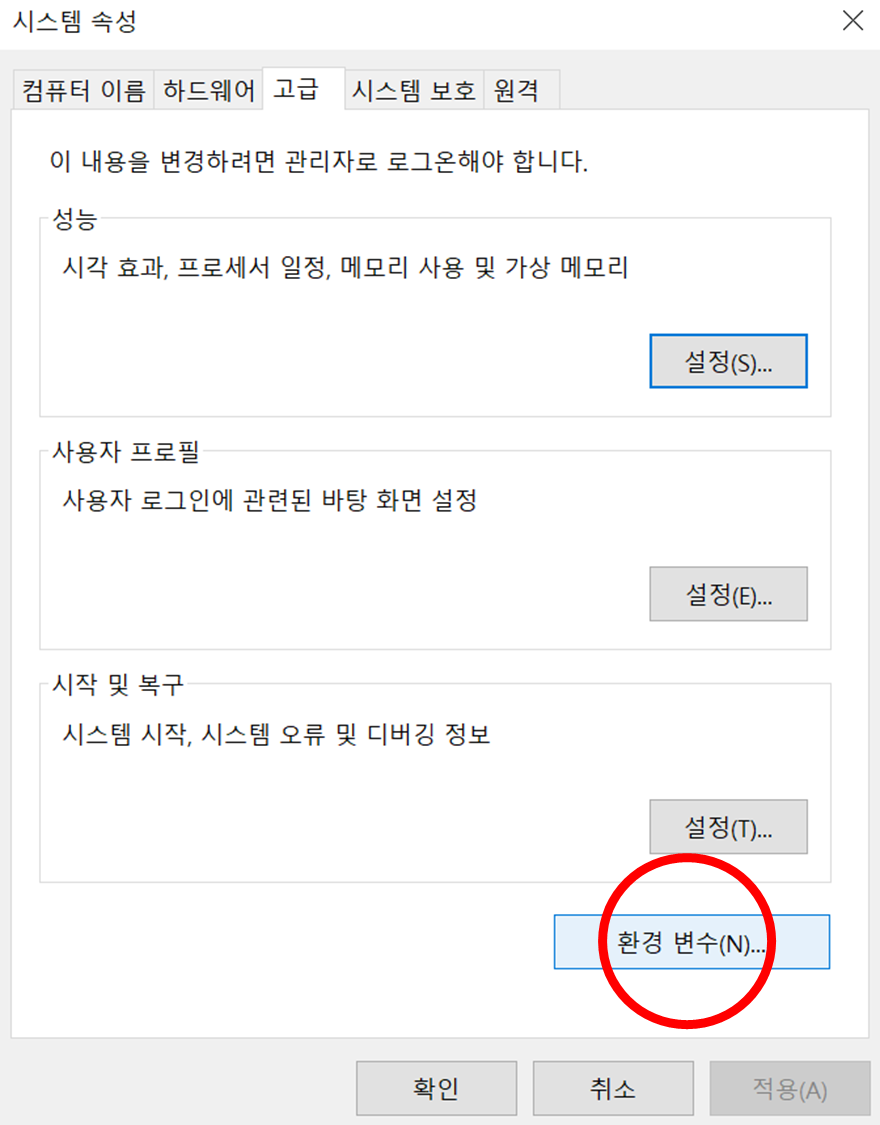 시스템 속성
컴퓨터 이름 하드웨어 고급 시스템 보호 원격
이 내용을 변경하려면 관리자로 로그온해야 합니다.
성능
시각 효과, 프로세서 일정, 메모리 사용 및 가상 메모리
설정(S)...
사용자 프로필
사용자 로그인에 관련된 바탕 화면 설정
설정(E)...
시작 및 복구
시스템 시작, 시스템 오류 및 디버깅 정보
설정(T)...
환경 변수(N)...
확인 취소 적용(A)